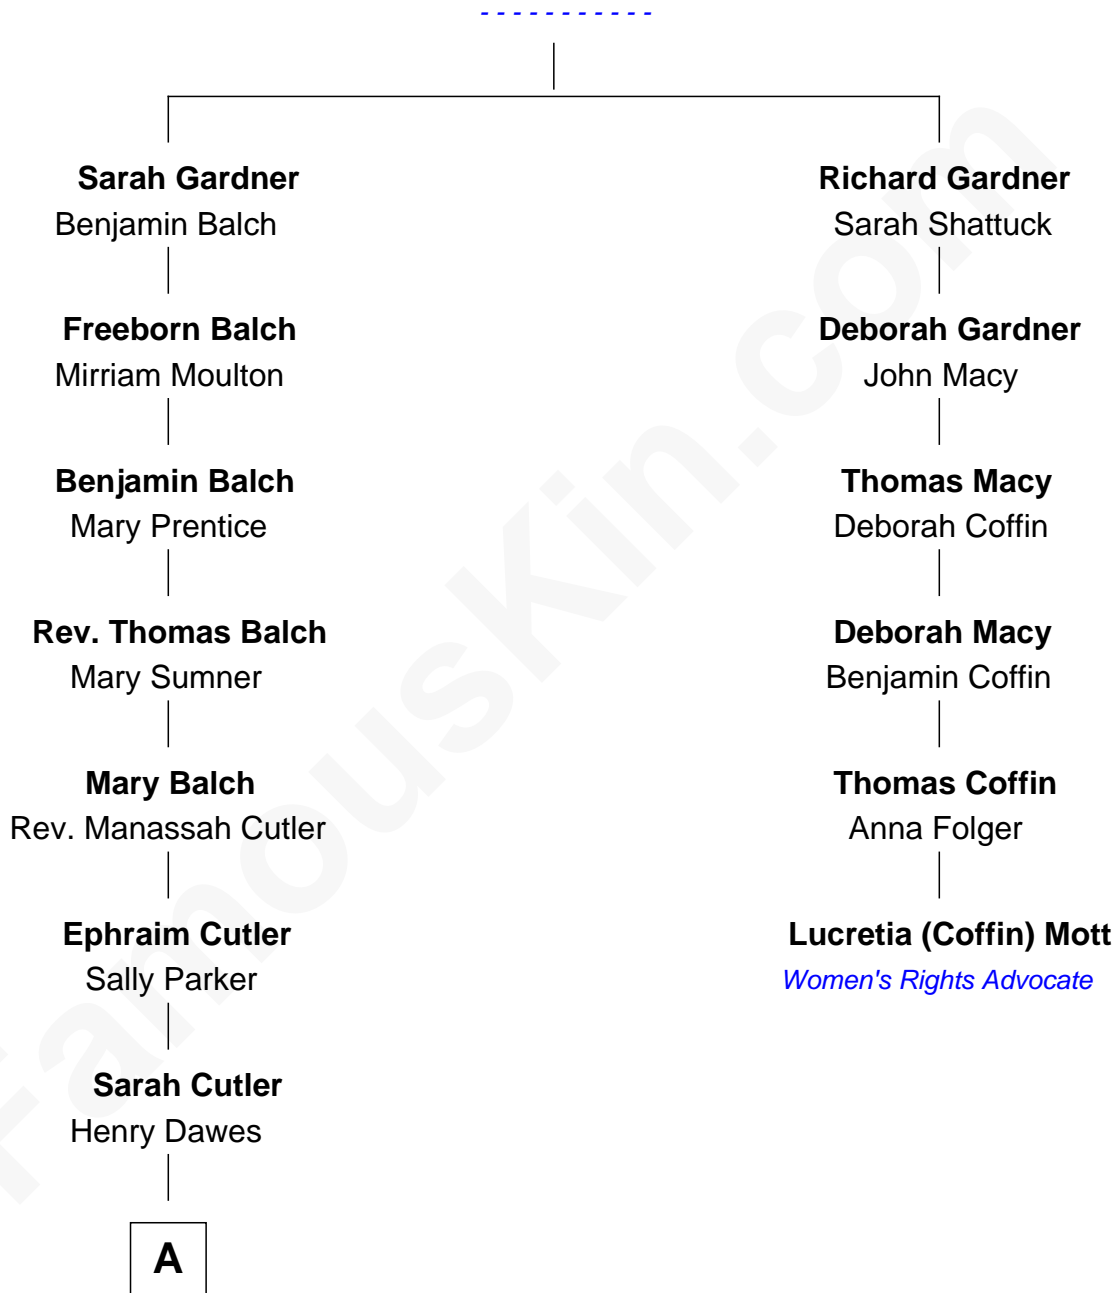 - - - - - - - - - - -
Sarah Gardner
Benjamin Balch
Richard Gardner
Sarah Shattuck
Freeborn Balch
Mirriam Moulton
Deborah Gardner
John Macy
Benjamin Balch
Mary Prentice
Thomas Macy
Deborah Coffin
Rev. Thomas Balch
Mary Sumner
Deborah Macy
Benjamin Coffin
Mary Balch
Rev. Manassah Cutler
Thomas Coffin
Anna Folger
Ephraim Cutler
Sally Parker
Lucretia (Coffin) Mott
Women's Rights Advocate
Sarah Cutler
Henry Dawes
A
FamousKin.com